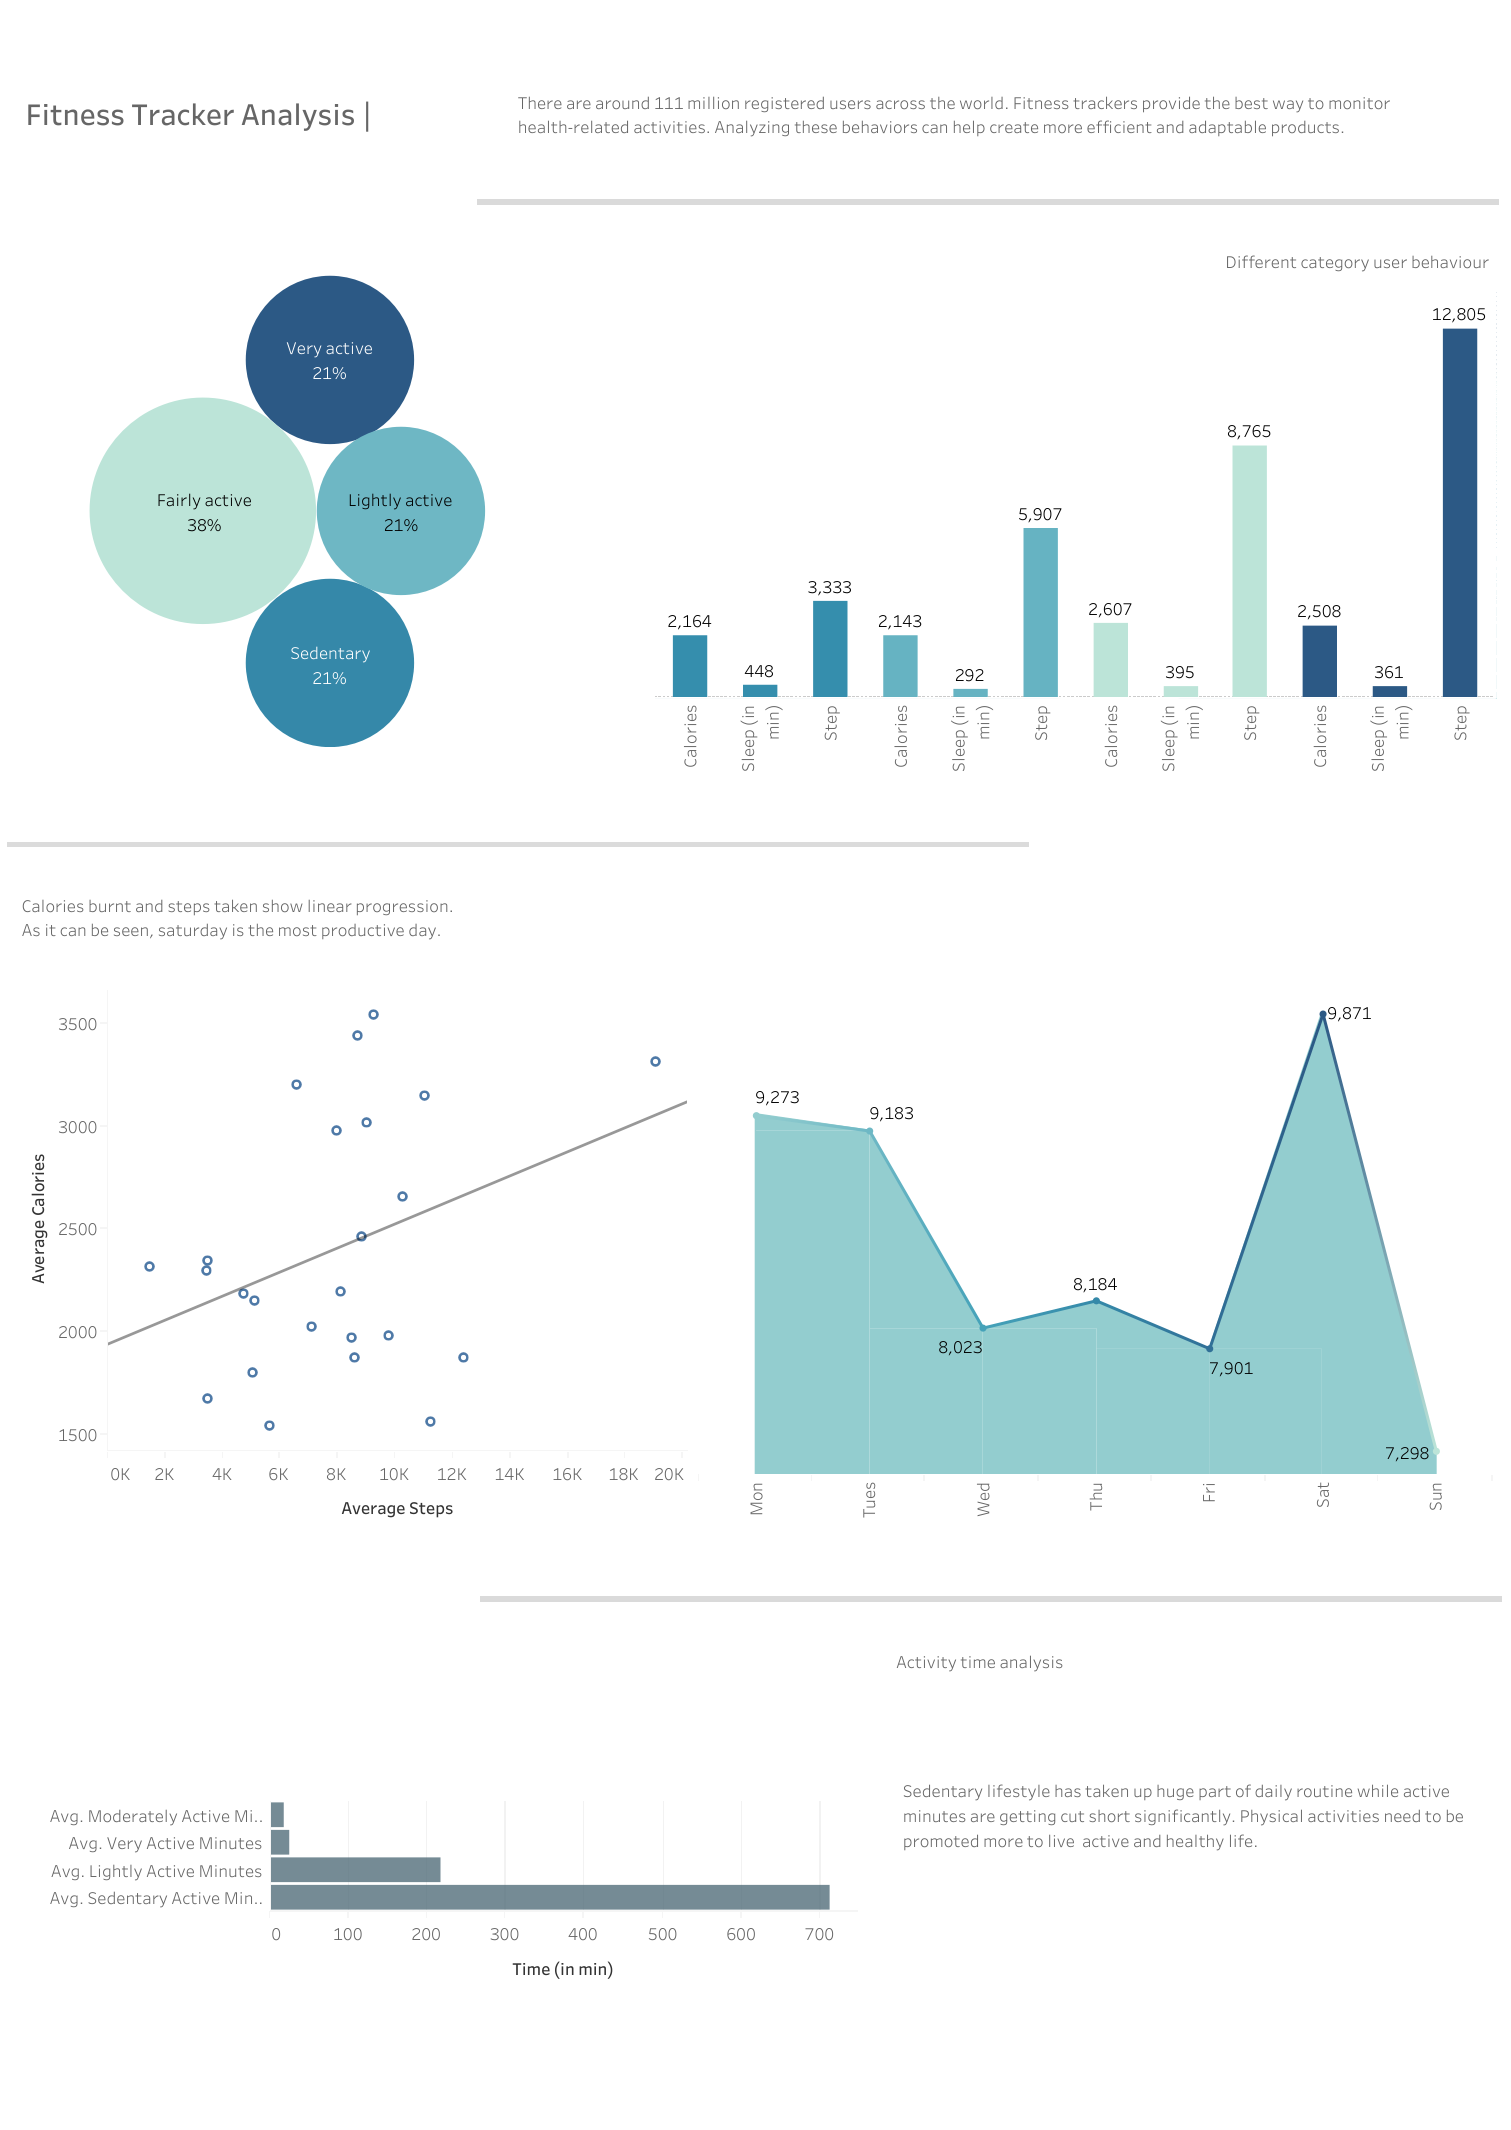 Fitness Tracker Analysis |
There are around 111 million registered users across the world. Fitness trackers provide the best way to monitor
health-related activities. Analyzing these behaviors can help create more efficient and adaptable products.
Different category user behaviour
Very active
21%
Fairly active
38%
Lightly active
21%
Sedentary
21%
2,164
448
3,333
2,143
292
5,907
2,607
395
8,765
2,508
361
12,805
Calories
Sleep (in
min)
Step
Calories
Sleep (in
min)
Step
Calories
Sleep (in
min)
Step
Calories
Sleep (in
min)
Step
Calories burnt and steps taken show linear progression.
As it can be seen, saturday is the most productive day.
Average Calories
3500
3000
2500
2000
1500
0K 2K 4K 6K 8K 10K 12K 14K 16K 18K 20K
Average Steps
9,273
9,183
8,023
8,184
7,901
9,871
7,298
Mon
Tues
Wed
Thu
Fri
Sat
Sun
Activity time analysis
Avg. Moderately Active Mi..
Avg. Very Active Minutes
Avg. Lightly Active Minutes
Avg. Sedentary Active Min..
0 100 200 300 400 500 600 700
Time (in min)
Sedentary lifestyle has taken up huge part of daily routine while active
minutes are getting cut short significantly. Physical activities need to be
promoted more to live  active and healthy life.